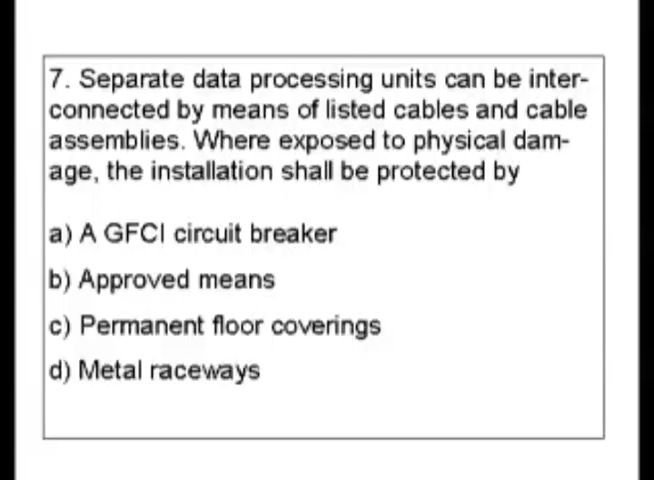 7. Separate data processing units can be inter-
connected by means of listed cables and cable
assemblies. Where exposed to physical dam-
age, the installation shall be protected by
a) A GFCI circuit breaker
b) Approved means
c) Permanent floor coverings
d) Metal raceways